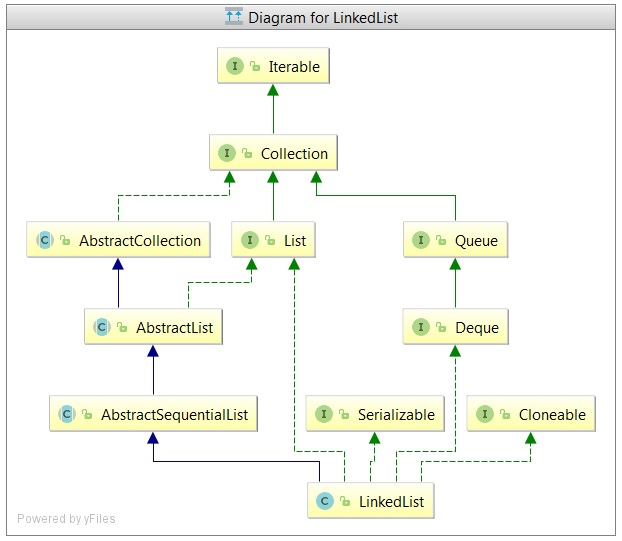 Diagram for LinkedList
I Iterable
I Collection
C AbstractCollection
I List
I Queue
C AbstractList
I Deque
C AbstractSequentialList
I Serializable
I Cloneable
C LinkedList
Powered by yFiles